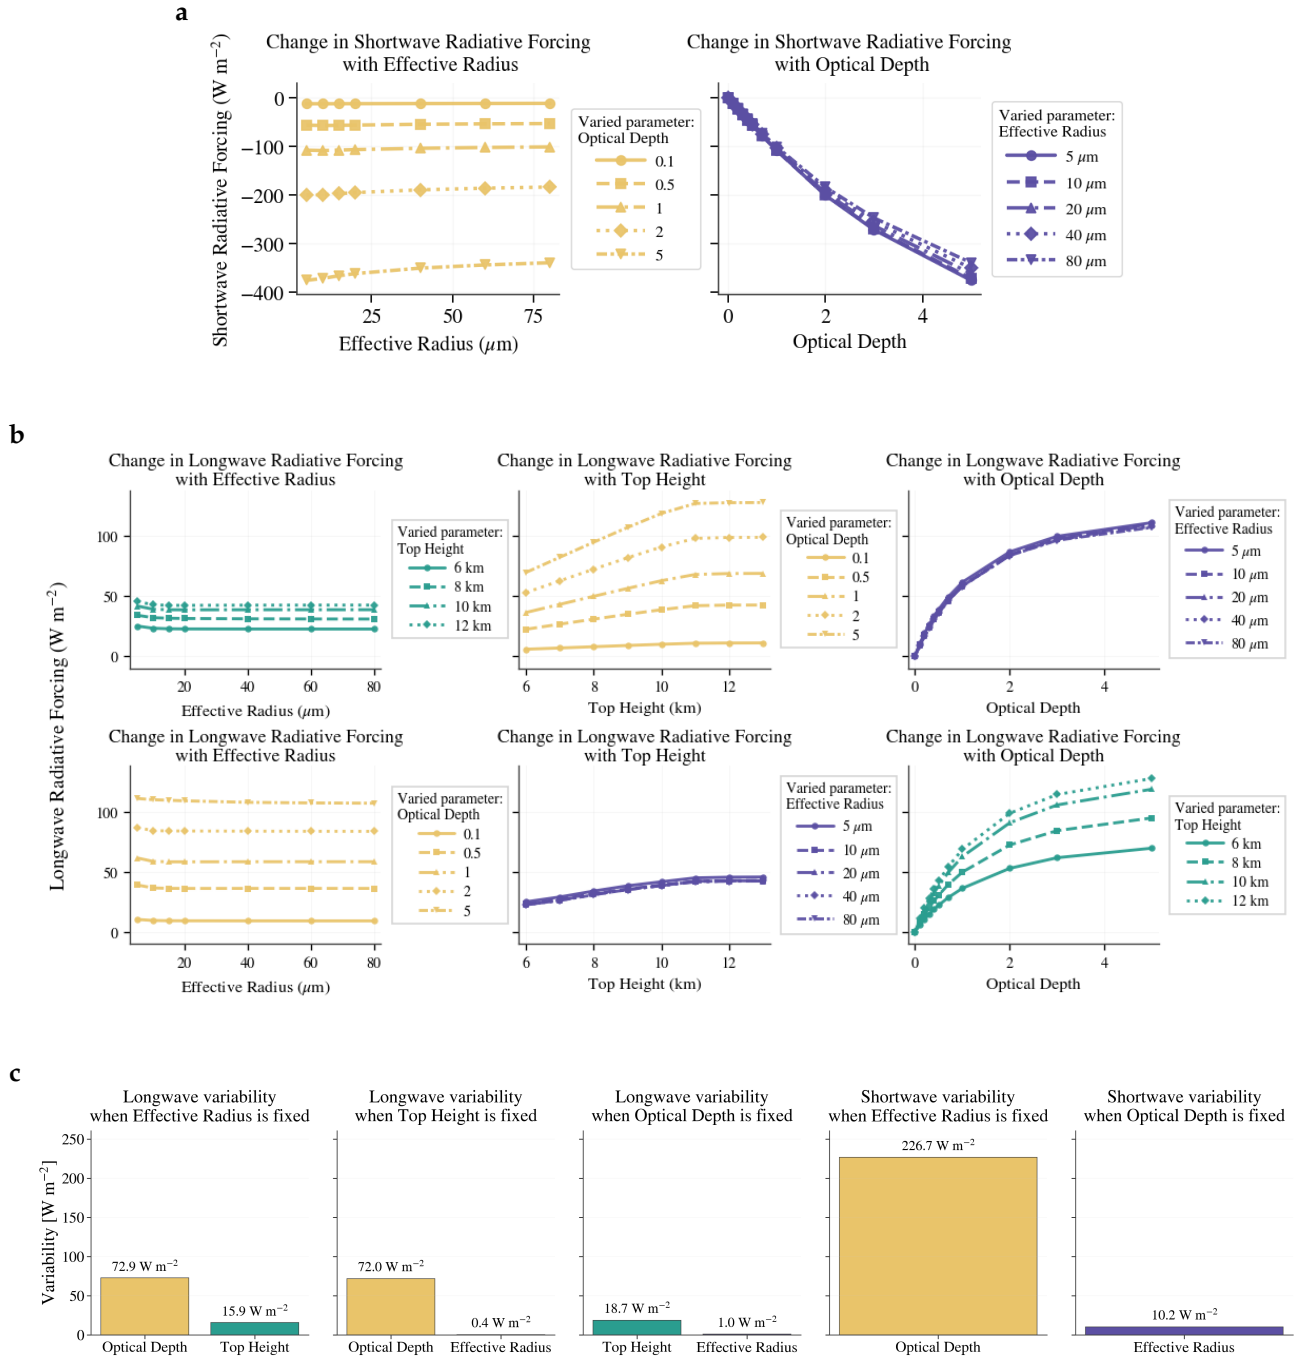 a
Change in Shortwave Radiative Forcing
with Effective Radius
Shortwave Radiative Forcing (W m⁻²)
0
−100
−200
−300
−400
25
50
75
Effective Radius (μm)
Varied parameter:
Optical Depth
0.1
0.5
1
2
5
Change in Shortwave Radiative Forcing
with Optical Depth
0
2
4
Optical Depth
Varied parameter:
Effective Radius
5 μm
10 μm
20 μm
40 μm
80 μm
b
Longwave Radiative Forcing (W m⁻²)
Change in Longwave Radiative Forcing
with Effective Radius
100
50
0
20
40
60
80
Effective Radius (μm)
Varied parameter:
Top Height
6 km
8 km
10 km
12 km
Change in Longwave Radiative Forcing
with Top Height
6
8
10
12
Top Height (km)
Varied parameter:
Optical Depth
0.1
0.5
1
2
5
Change in Longwave Radiative Forcing
with Optical Depth
0
2
4
Optical Depth
Varied parameter:
Effective Radius
5 μm
10 μm
20 μm
40 μm
80 μm
Change in Longwave Radiative Forcing
with Effective Radius
100
50
0
20
40
60
80
Effective Radius (μm)
Varied parameter:
Optical Depth
0.1
0.5
1
2
5
Change in Longwave Radiative Forcing
with Top Height
6
8
10
12
Top Height (km)
Varied parameter:
Effective Radius
5 μm
10 μm
20 μm
40 μm
80 μm
Change in Longwave Radiative Forcing
with Optical Depth
0
2
4
Optical Depth
Varied parameter:
Top Height
6 km
8 km
10 km
12 km
c
Variability [W m⁻²]
Longwave variability
when Effective Radius is fixed
250
200
150
100
50
0
72.9 W m⁻²
15.9 W m⁻²
Optical Depth
Top Height
Longwave variability
when Top Height is fixed
72.0 W m⁻²
0.4 W m⁻²
Optical Depth
Effective Radius
Longwave variability
when Optical Depth is fixed
18.7 W m⁻²
1.0 W m⁻²
Top Height
Effective Radius
Shortwave variability
when Effective Radius is fixed
226.7 W m⁻²
Optical Depth
Shortwave variability
when Optical Depth is fixed
10.2 W m⁻²
Effective Radius